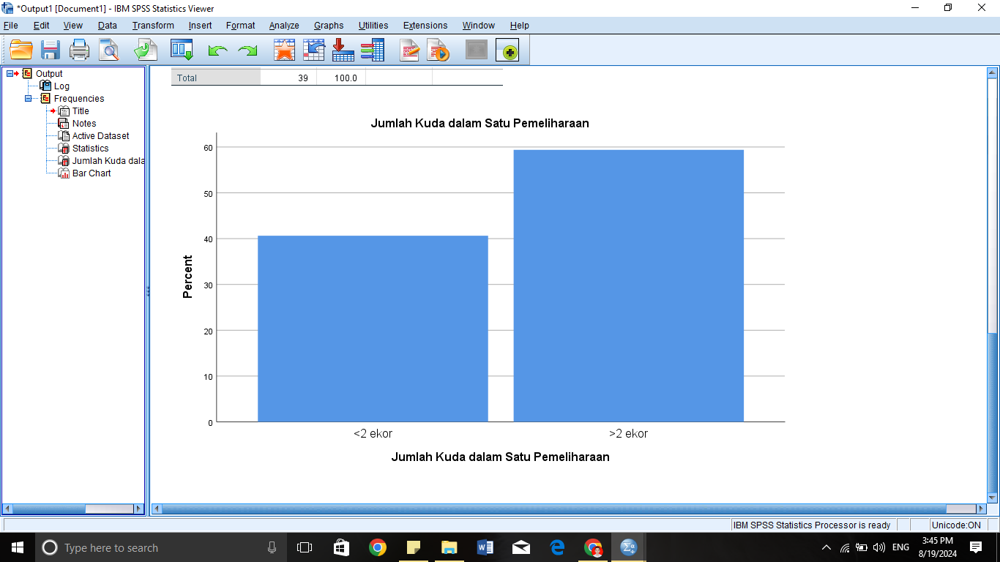 *Output1 [Document1] - IBM SPSS Statistics Viewer
File Edit View Data Transform Insert Format Analyze Graphs Utilities Extensions Window Help
Output
Log
Frequencies
Title
Notes
Active Dataset
Statistics
Jumlah Kuda dala
Bar Chart
Total 39 100.0
Jumlah Kuda dalam Satu Pemeliharaan
60
50
40
30
20
10
0
Percent
<2 ekor >2 ekor
Jumlah Kuda dalam Satu Pemeliharaan
IBM SPSS Statistics Processor is ready Unicode:ON
Type here to search
ENG
3:45 PM
8/19/2024